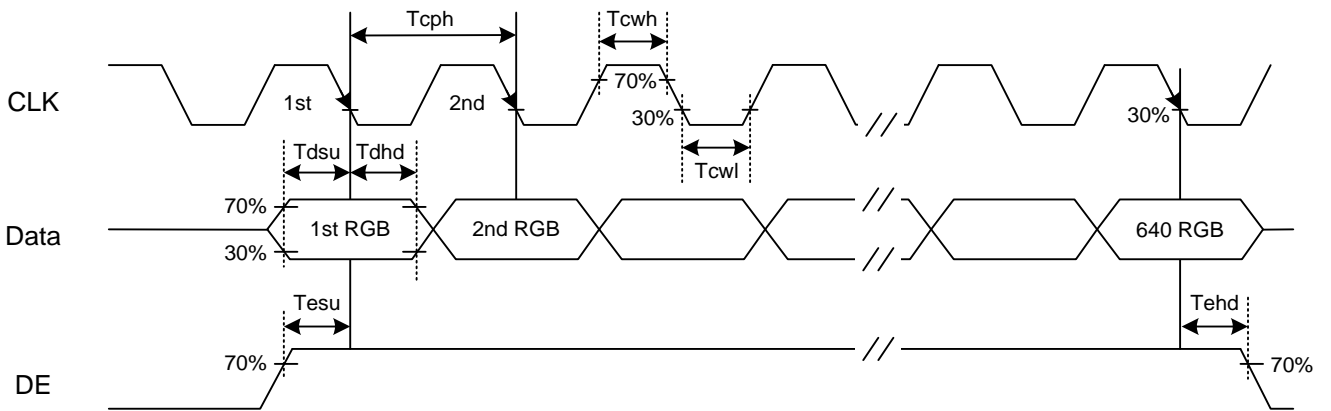 Tcph
Tcwh
CLK
1st
2nd
70%
30%
30%
Tdsu
Tdhd
Tcwl
Data
70%
30%
1st RGB
2nd RGB
640 RGB
Tesu
Tehd
DE
70%
70%